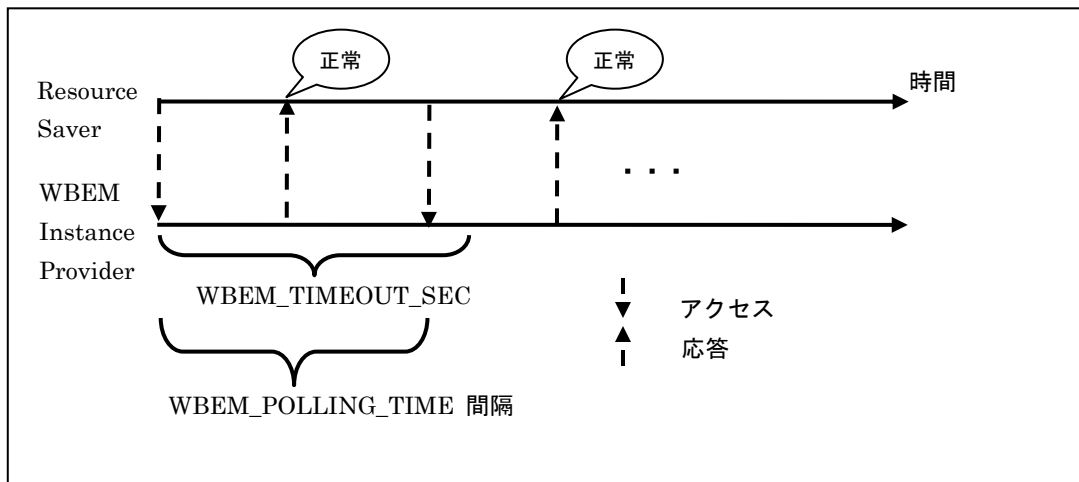 正常
正常
時間
Resource
Saver
・・・
WBEM
Instance
Provider
WBEM_TIMEOUT_SEC
アクセス
応答
WBEM_POLLING_TIME 間隔